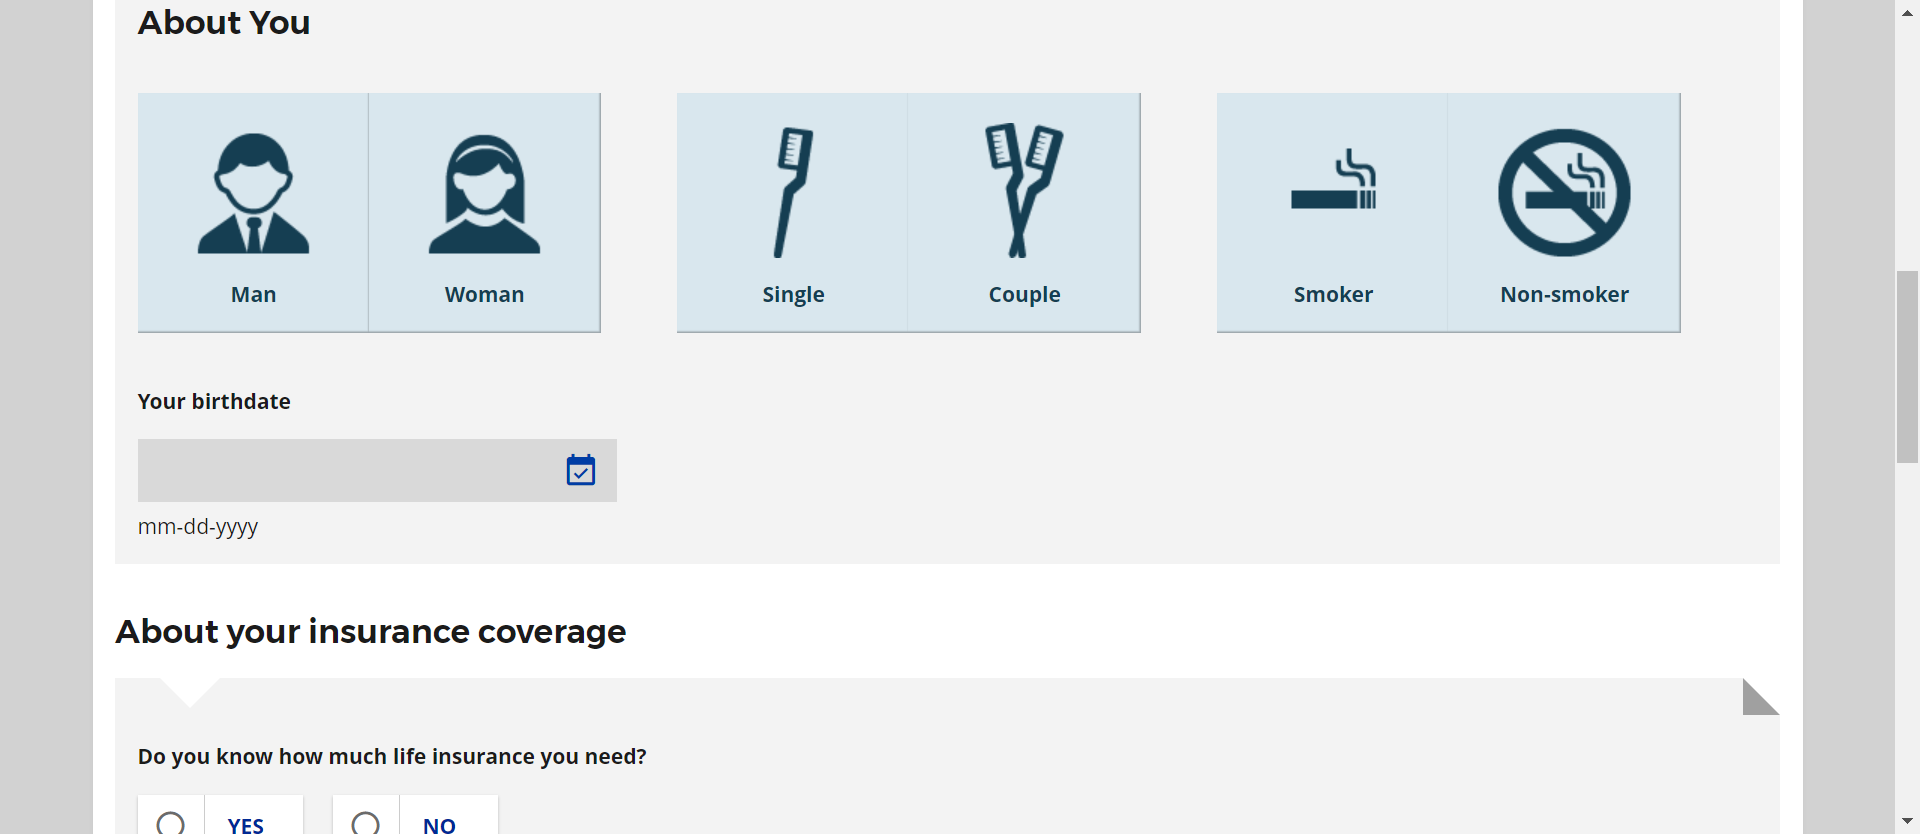 About You
Man
Woman
Single
Couple
Smoker
Non-smoker
Your birthdate
mm-dd-yyyy
About your insurance coverage
Do you know how much life insurance you need?
YES
NO